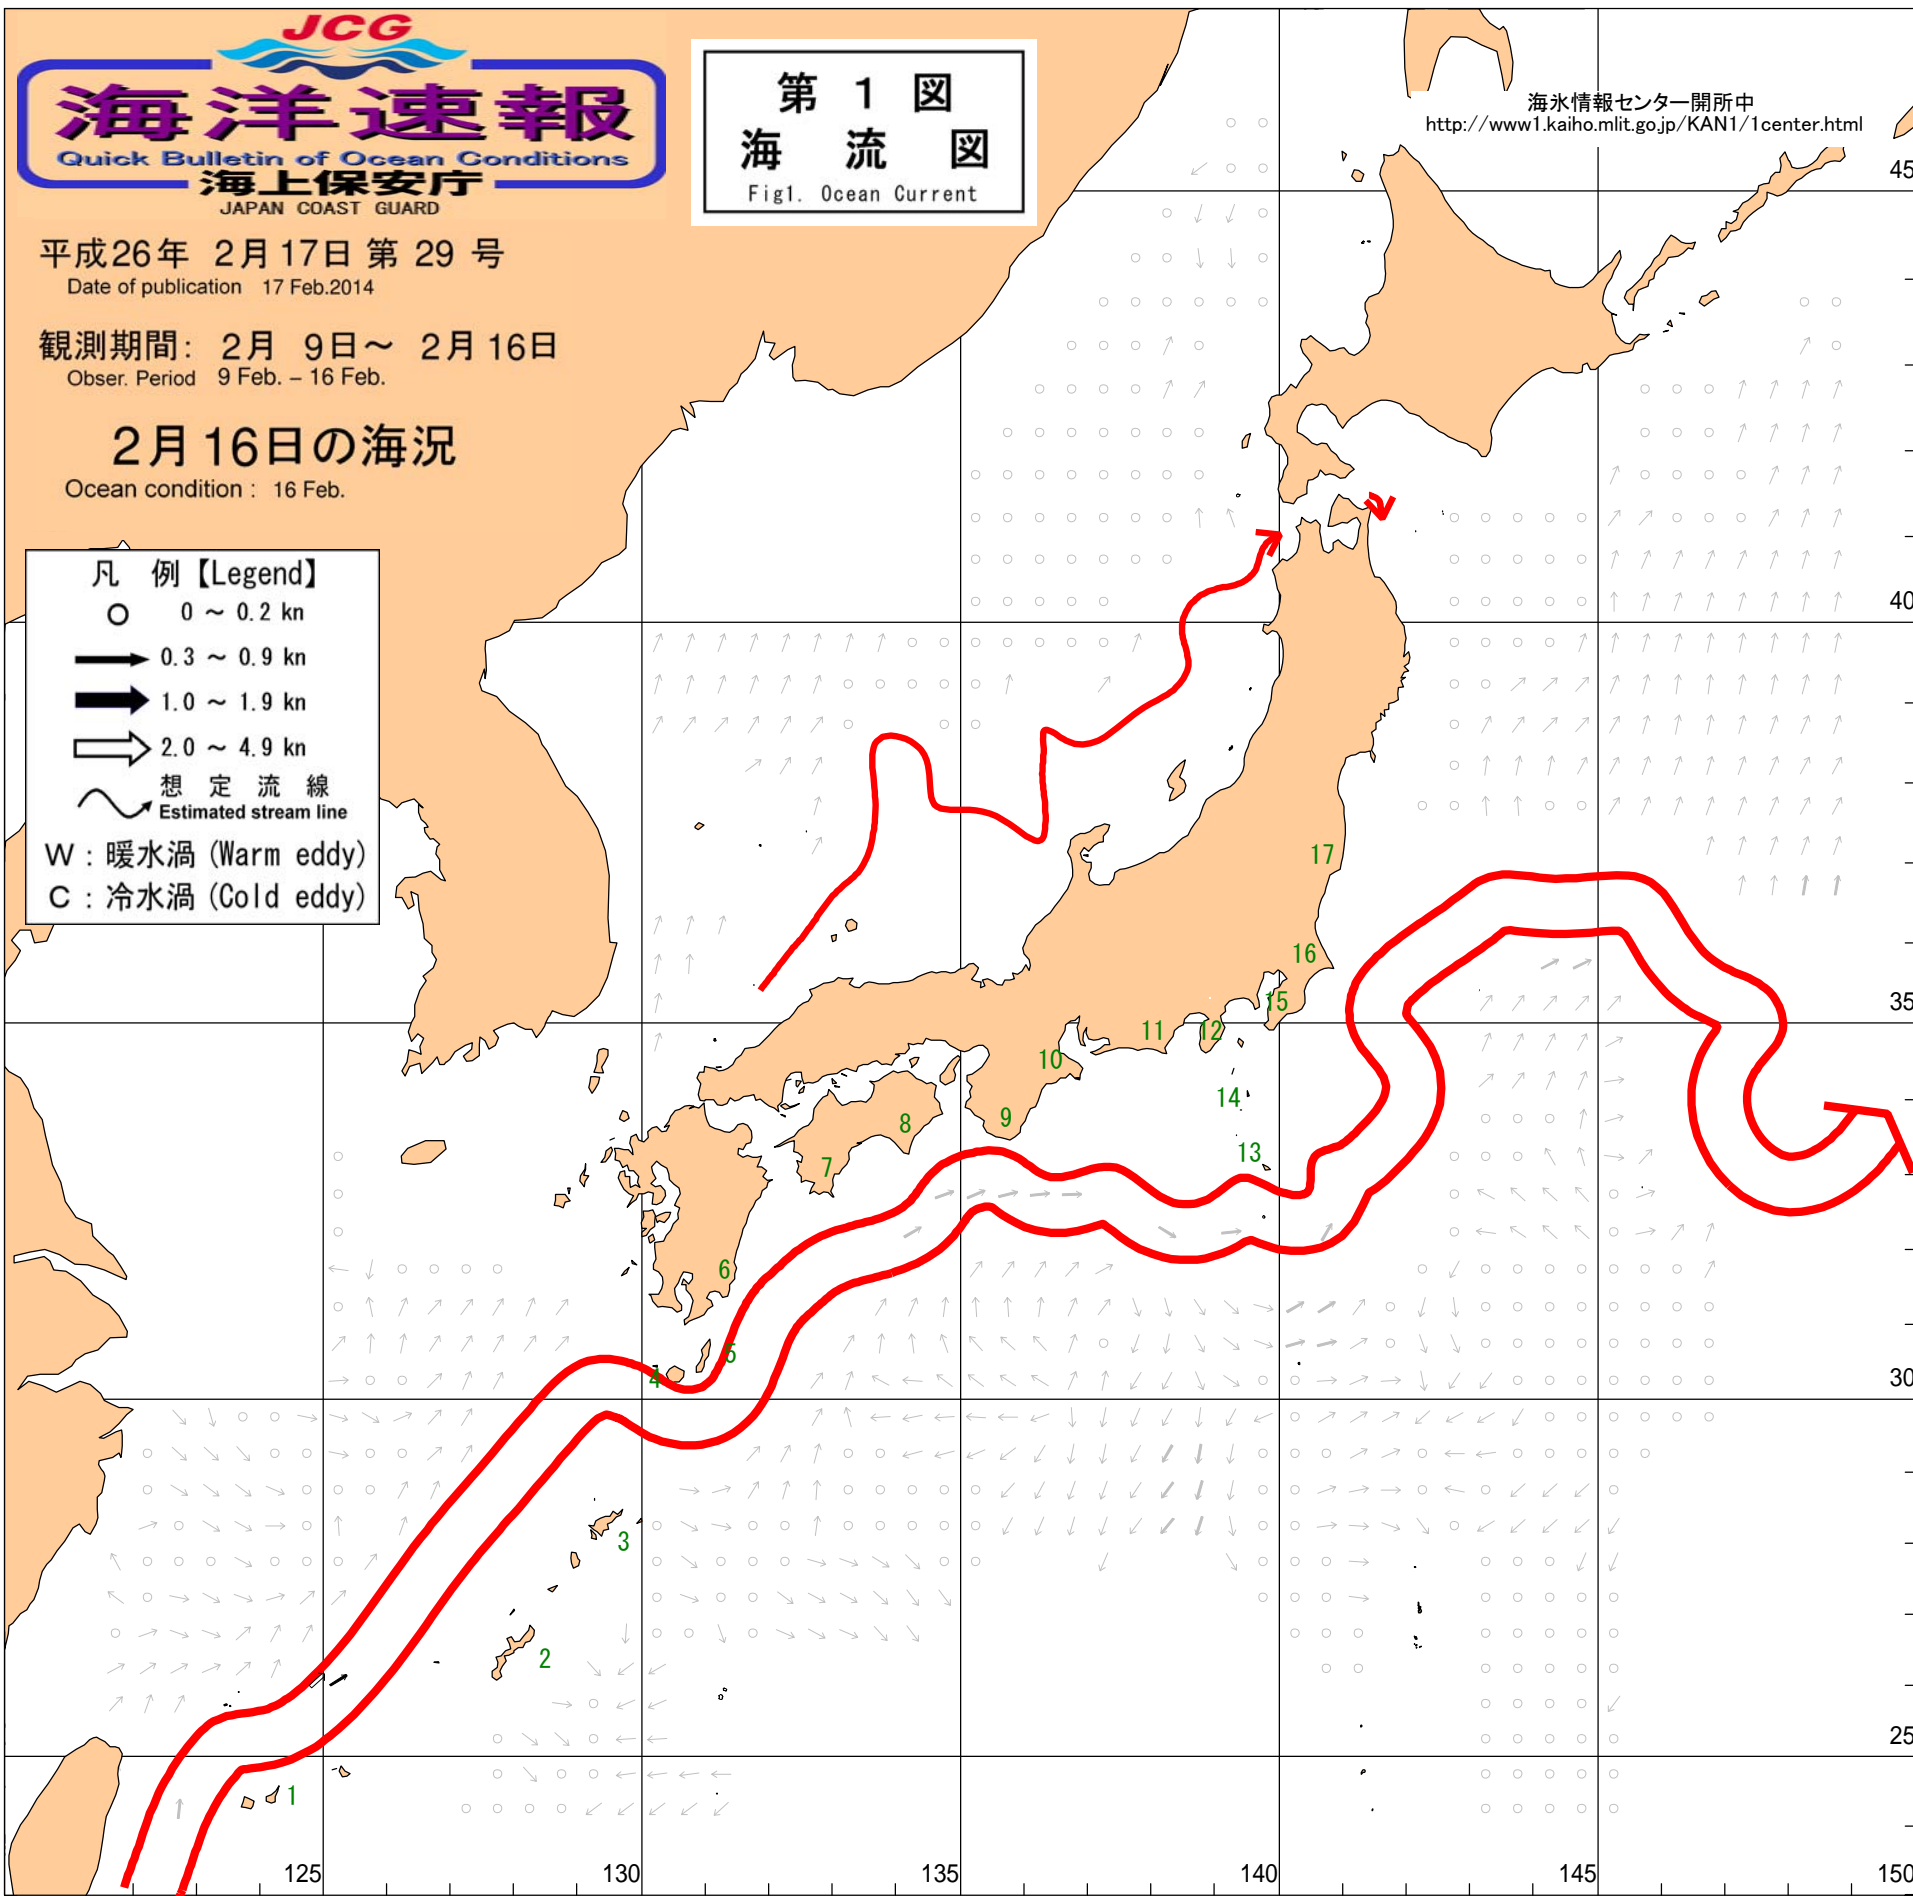 JCG
海洋速報
Quick Bulletin of Ocean Conditions
海上保安庁
JAPAN COAST GUARD
平成26年 2月17日 第 29 号
Date of publication 17 Feb.2014
観測期間: 2月 9日～ 2月16日
Obser. Period 9 Feb. – 16 Feb.
2月16日の海況
Ocean condition : 16 Feb.
第 1 図
海 流 図
Fig1. Ocean Current
海氷情報センター開所中
http://www1.kaiho.mlit.go.jp/KAN1/1center.html
凡 例【Legend】
0 ～ 0.2 kn
0.3 ～ 0.9 kn
1.0 ～ 1.9 kn
2.0 ～ 4.9 kn
想 定 流 線
Estimated stream line
W : 暖水渦 (Warm eddy)
C : 冷水渦 (Cold eddy)
45
40
17
16
35
15
12
11
10
14
9
8
13
7
6
5
4
30
3
2
25
1
125
130
135
140
145
150